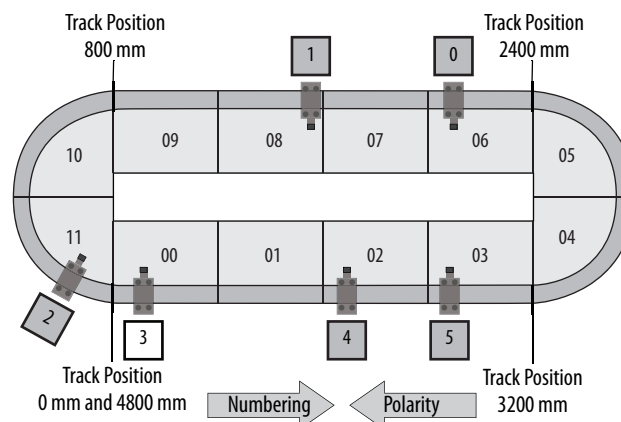 Track Position
800 mm
Track Position
2400 mm
1
0
09
08
07
06
10
05
11
04
00
01
02
03
2
3
4
5
Track Position
0 mm and 4800 mm
Numbering
Polarity
Track Position
3200 mm